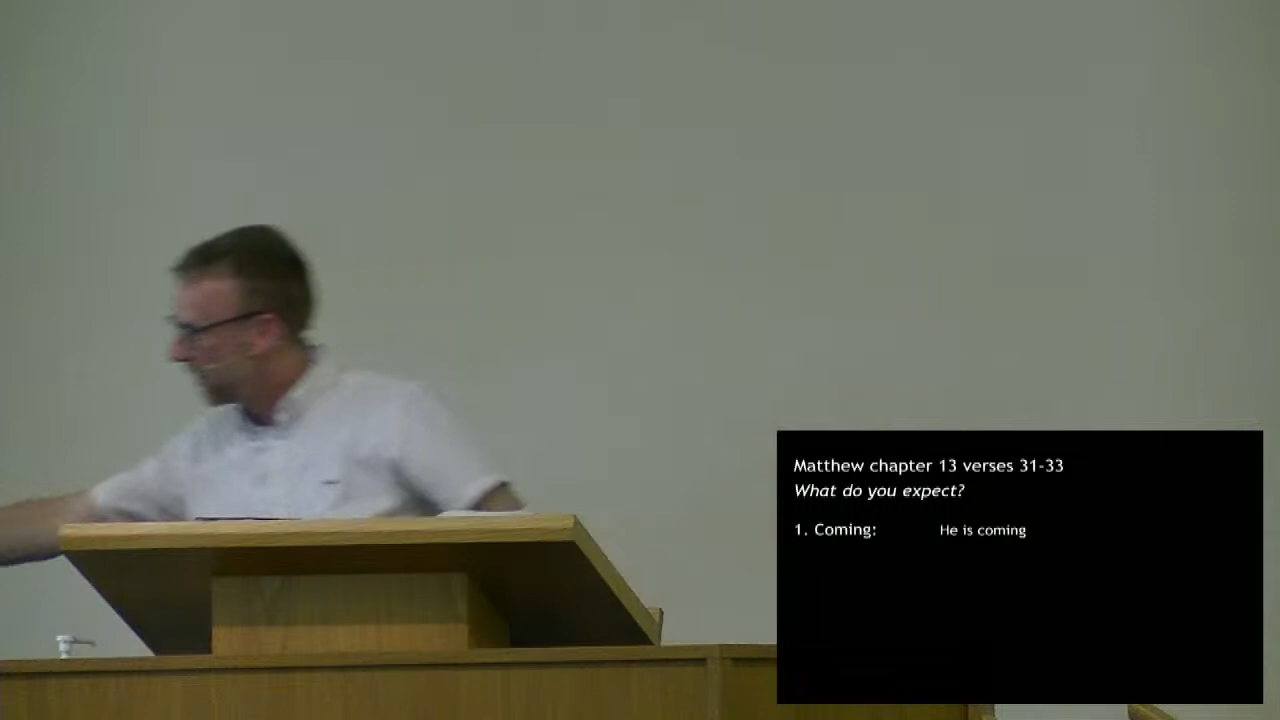 Matthew chapter 13 verses 31-33
What do you expect?
1. Coming: He is coming